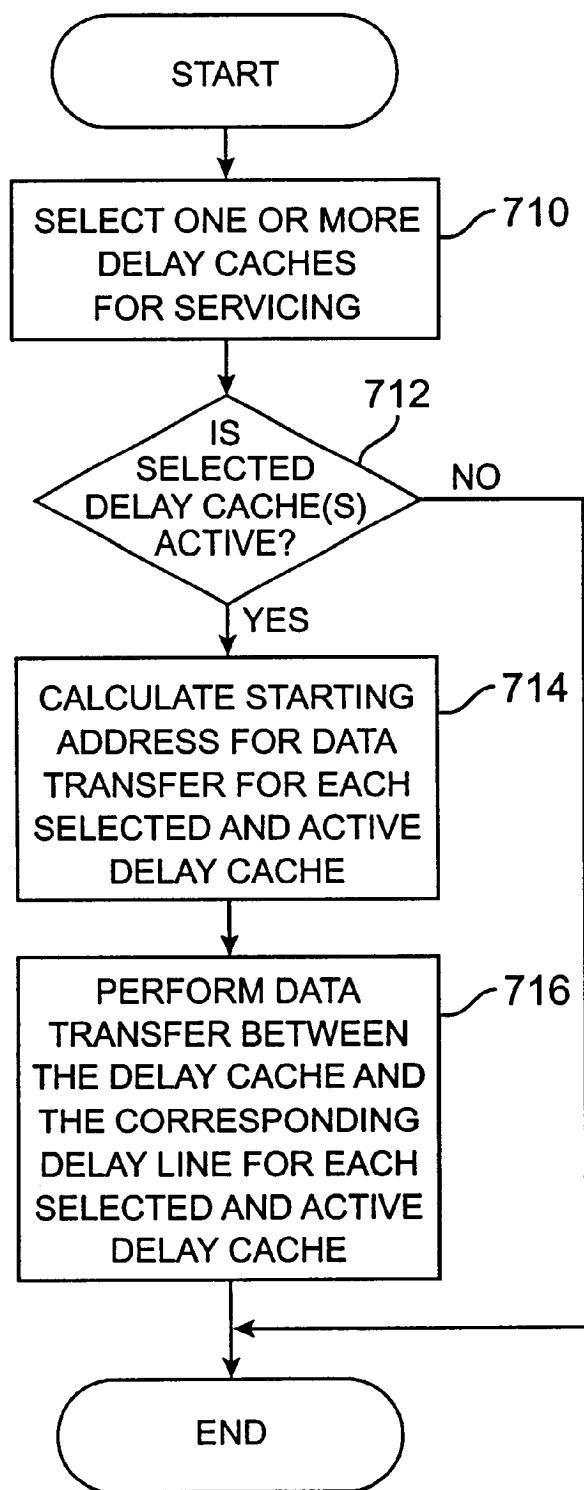 START
SELECT ONE OR MORE
DELAY CACHES
FOR SERVICING
710
712
IS
SELECTED
DELAY CACHE(S)
ACTIVE?
NO
YES
CALCULATE STARTING
ADDRESS FOR DATA
TRANSFER FOR EACH
SELECTED AND ACTIVE
DELAY CACHE
714
PERFORM DATA
TRANSFER BETWEEN
THE DELAY CACHE AND
THE CORRESPONDING
DELAY LINE FOR EACH
SELECTED AND ACTIVE
DELAY CACHE
716
END